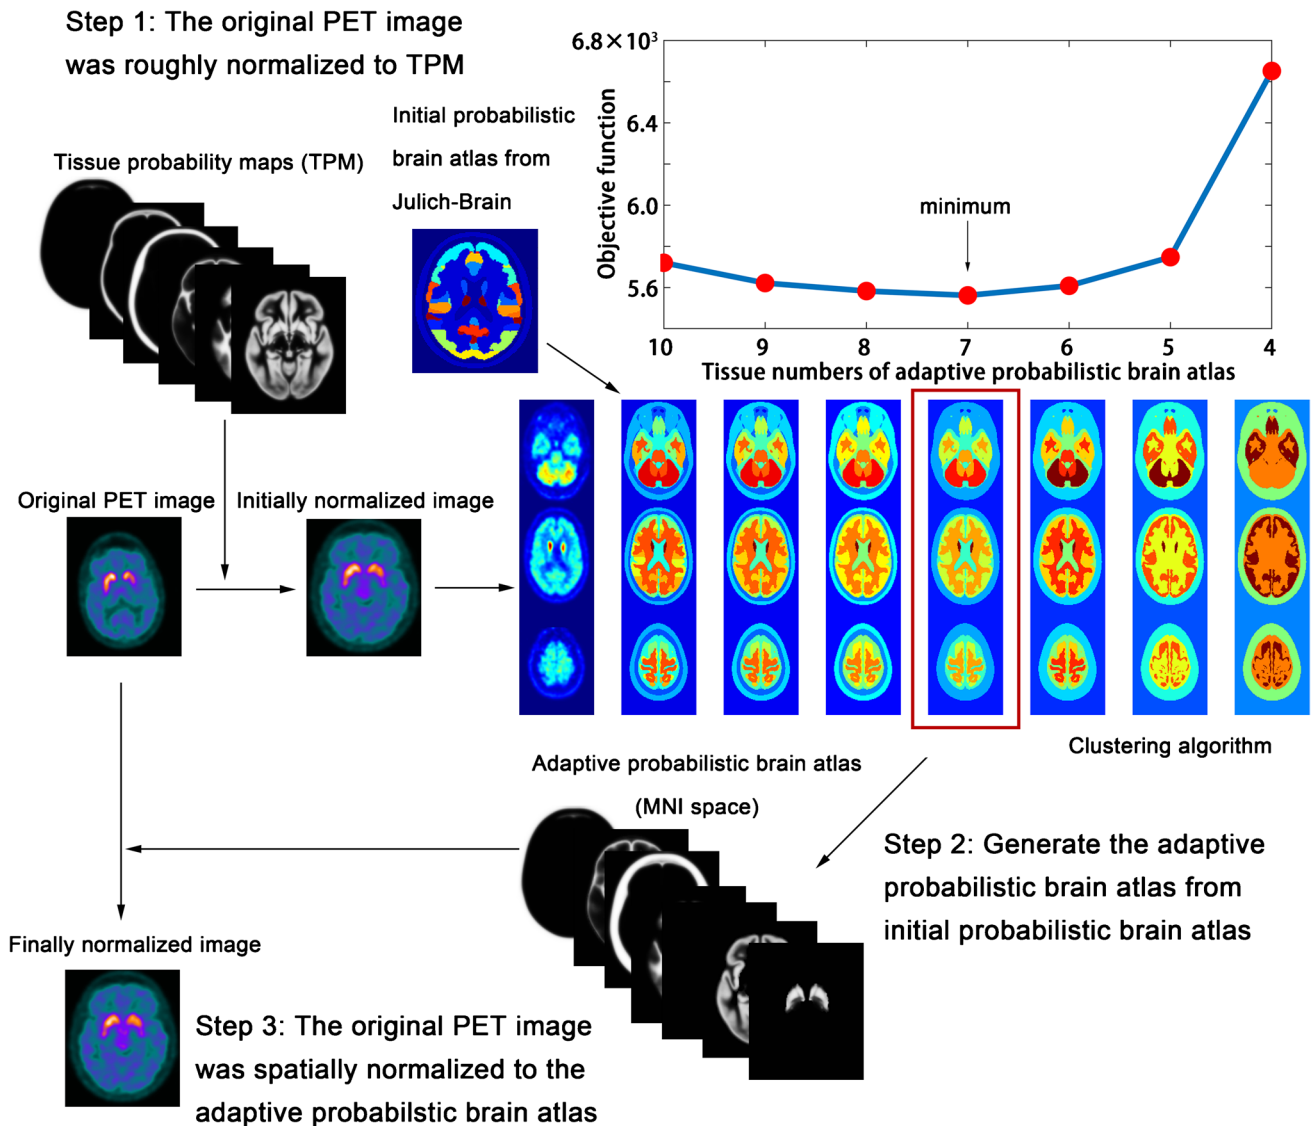 Step 1: The original PET image
was roughly normalized to TPM
Tissue probability maps (TPM)
Initial probabilistic
brain atlas from
Julich-Brain
6.8×10³
6.4
6.0
5.6
Objective function
minimum
10 9 8 7 6 5 4
Tissue numbers of adaptive probabilistic brain atlas
Original PET image
Initially normalized image
Clustering algorithm
Adaptive probabilistic brain atlas
(MNI space)
Step 2: Generate the adaptive
probabilistic brain atlas from
initial probabilistic brain atlas
Finally normalized image
Step 3: The original PET image
was spatially normalized to the
adaptive probabilstic brain atlas